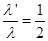 λ'/λ = 1/2